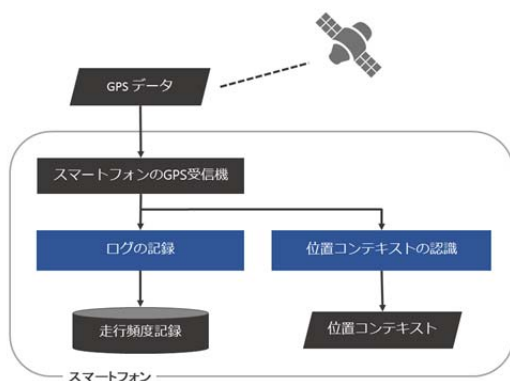 GPS データ
スマートフォンのGPS受信機
ログの記録
位置コンテキストの認識
走行頻度記録
位置コンテキスト
スマートフォン